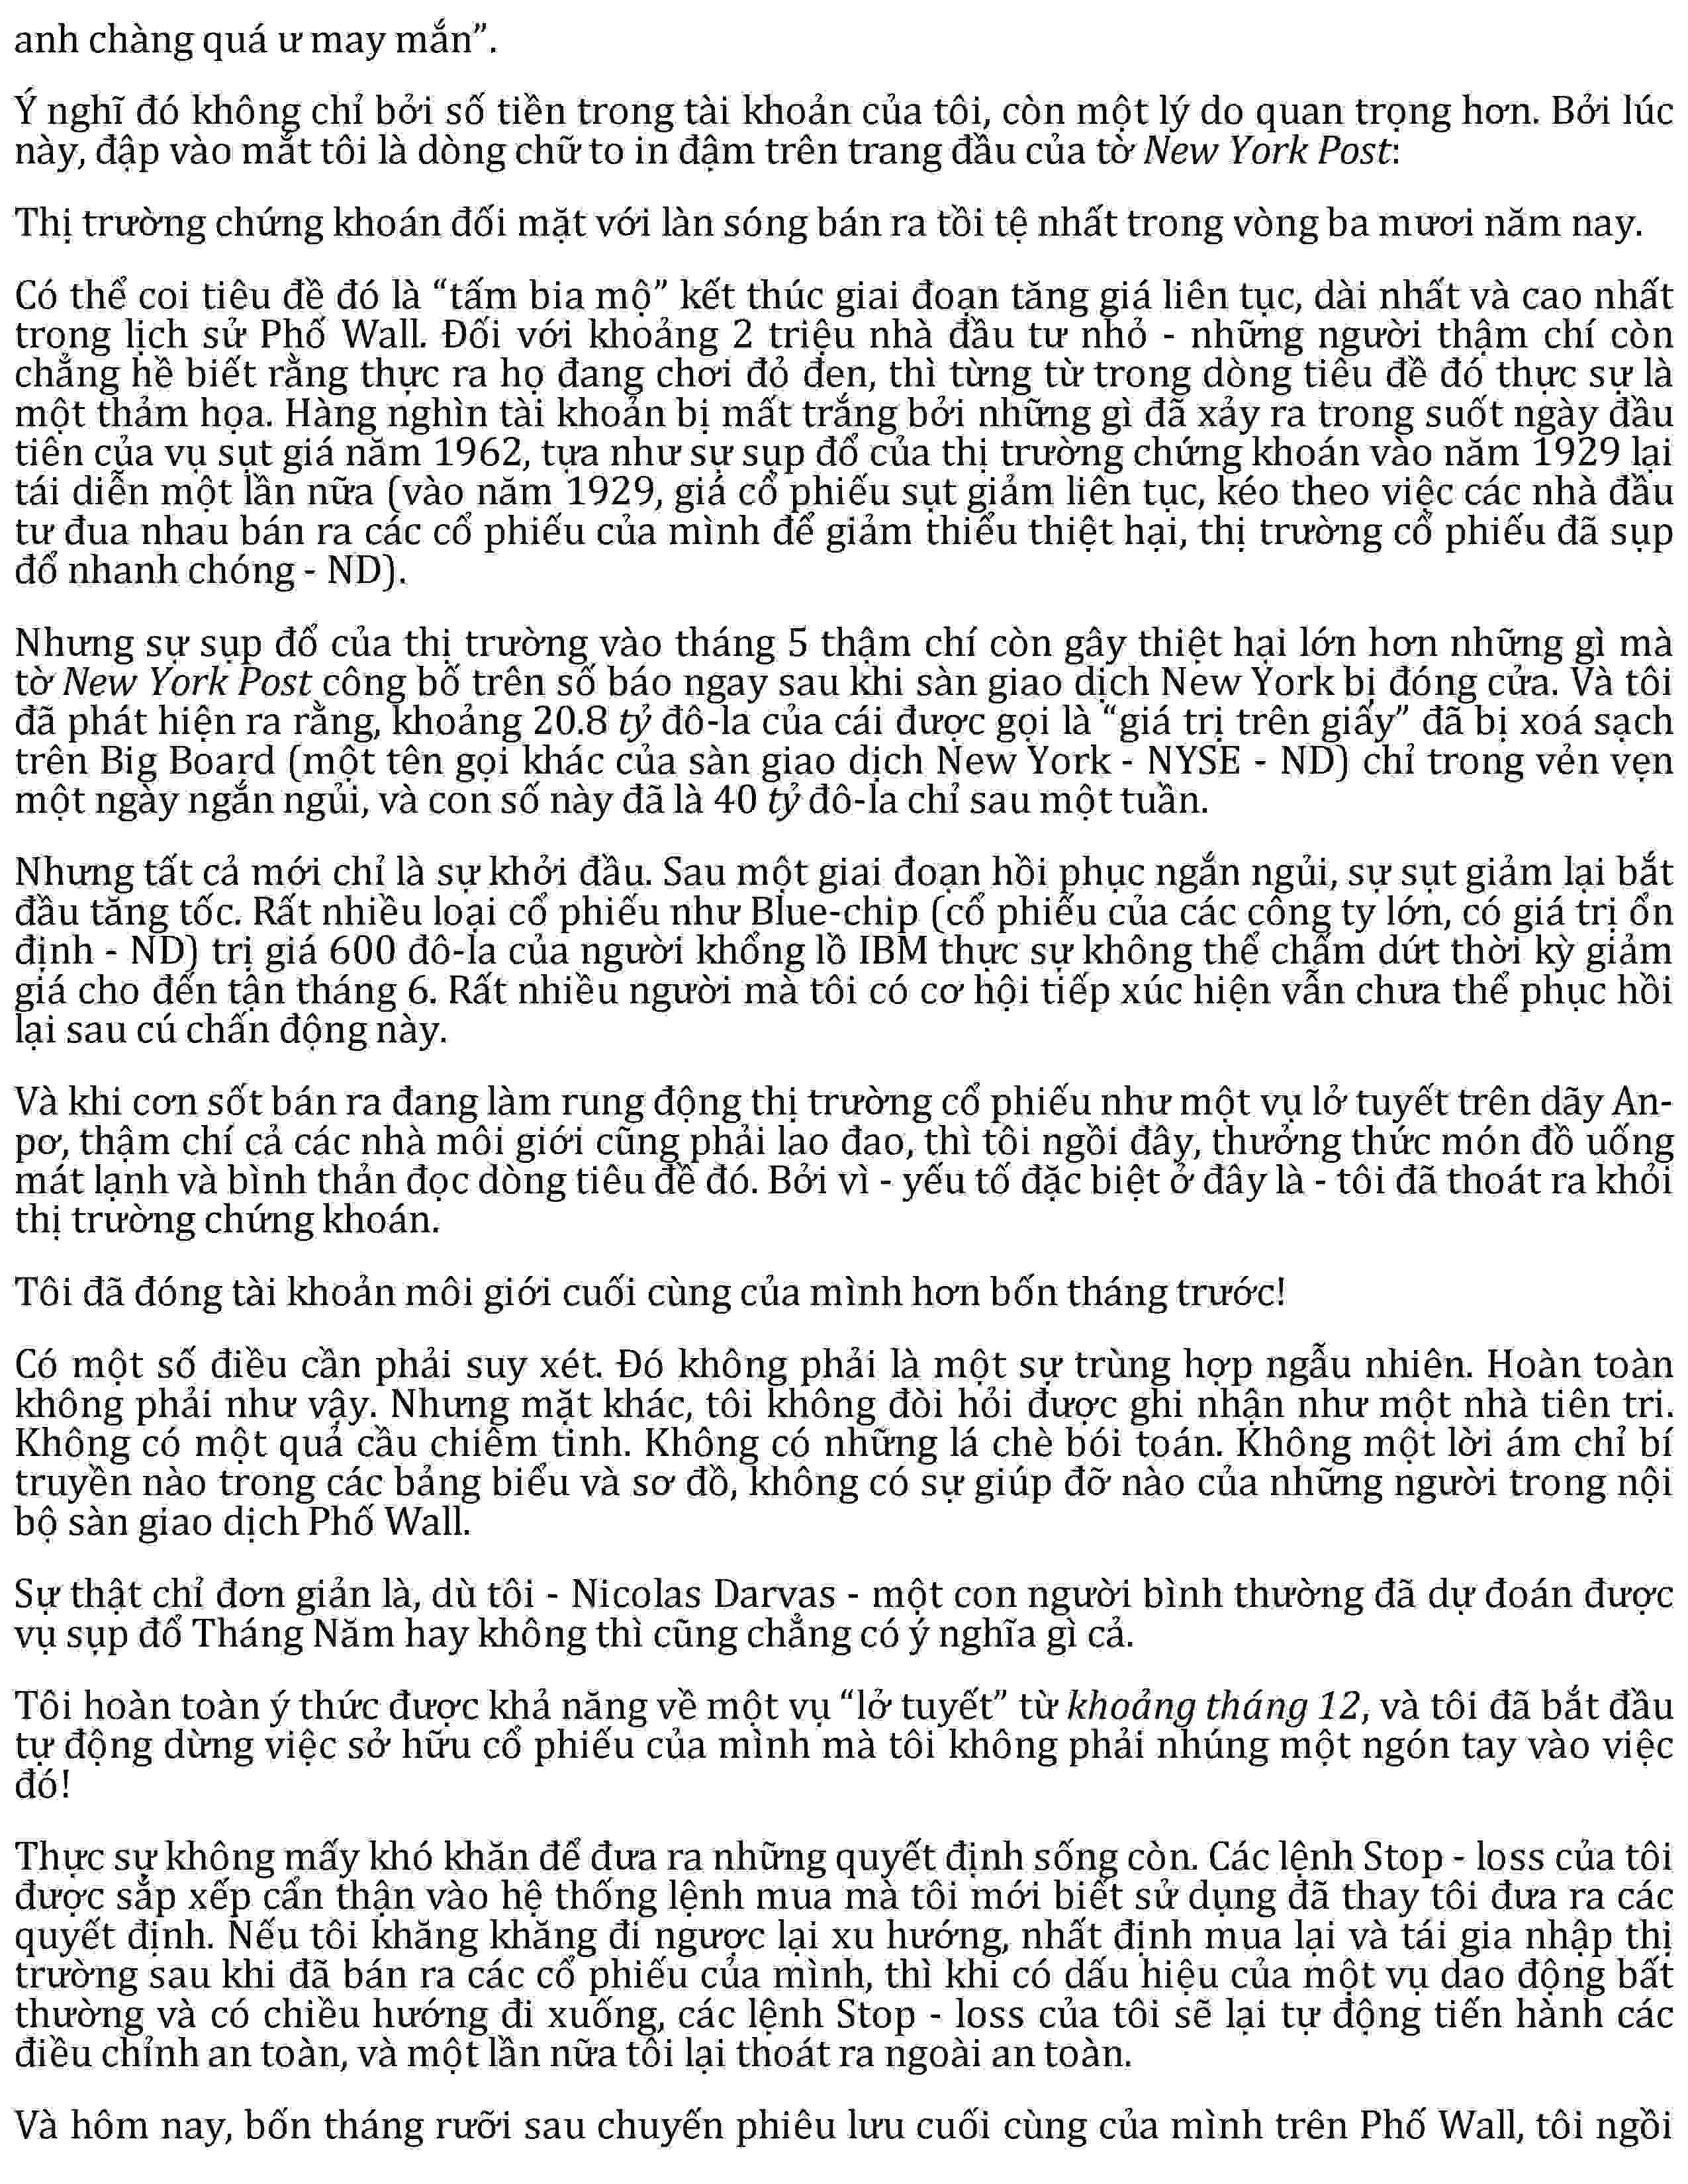 anh chàng quá ư may mắn”.
Ý nghĩ đó không chỉ bởi số tiền trong tài khoản của tôi, còn một lý do quan trọng hơn. Bởi lúc
này, đập vào mắt tôi là dòng chữ to in đậm trên trang đầu của tờ New York Post:
Thị trường chứng khoán đối mặt với làn sóng bán ra tồi tệ nhất trong vòng ba mươi năm nay.
Có thể coi tiêu đề đó là “tấm bia mộ” kết thúc giai đoạn tăng giá liên tục, dài nhất và cao nhất
trong lịch sử Phố Wall. Đối với khoảng 2 triệu nhà đầu tư nhỏ - những người thậm chí còn
chẳng hề biết rằng thực ra họ đang chơi đỏ đen, thì từng từ trong dòng tiêu đề đó thực sự là
một thảm họa. Hàng nghìn tài khoản bị mất trắng bởi những gì đã xảy ra trong suốt ngày đầu
tiên của vụ sụt giá năm 1962, tựa như sự sụp đổ của thị trường chứng khoán vào năm 1929 lại
tái diễn một lần nữa (vào năm 1929, giá cổ phiếu sụt giảm liên tục, kéo theo việc các nhà đầu
tư đua nhau bán ra các cổ phiếu của mình để giảm thiểu thiệt hại, thị trường cổ phiếu đã sụp
đổ nhanh chóng - ND).
Nhưng sự sụp đổ của thị trường vào tháng 5 thậm chí còn gây thiệt hại lớn hơn những gì mà
tờ New York Post công bố trên số báo ngay sau khi sàn giao dịch New York bị đóng cửa. Và tôi
đã phát hiện ra rằng, khoảng 20.8 tỷ đô-la của cái được gọi là “giá trị trên giấy” đã bị xoá sạch
trên Big Board (một tên gọi khác của sàn giao dịch New York - NYSE - ND) chỉ trong vẻn vẹn
một ngày ngắn ngủi, và con số này đã là 40 tỷ đô-la chỉ sau một tuần.
Nhưng tất cả mới chỉ là sự khởi đầu. Sau một giai đoạn hồi phục ngắn ngủi, sự sụt giảm lại bắt
đầu tăng tốc. Rất nhiều loại cổ phiếu như Blue-chip (cổ phiếu của các công ty lớn, có giá trị ổn
định - ND) trị giá 600 đô-la của người khổng lồ IBM thực sự không thể chấm dứt thời kỳ giảm
giá cho đến tận tháng 6. Rất nhiều người mà tôi có cơ hội tiếp xúc hiện vẫn chưa thể phục hồi
lại sau cú chấn động này.
Và khi cơn sốt bán ra đang làm rung động thị trường cổ phiếu như một vụ lở tuyết trên dãy An-
pơ, thậm chí cả các nhà môi giới cũng phải lao đao, thì tôi ngồi đây, thưởng thức món đồ uống
mát lạnh và bình thản đọc dòng tiêu đề đó. Bởi vì - yếu tố đặc biệt ở đây là - tôi đã thoát ra khỏi
thị trường chứng khoán.
Tôi đã đóng tài khoản môi giới cuối cùng của mình hơn bốn tháng trước!
Có một số điều cần phải suy xét. Đó không phải là một sự trùng hợp ngẫu nhiên. Hoàn toàn
không phải như vậy. Nhưng mặt khác, tôi không đòi hỏi được ghi nhận như một nhà tiên tri.
Không có một quả cầu chiêm tinh. Không có những lá chè bói toán. Không một lời ám chỉ bí
truyền nào trong các bảng biểu và sơ đồ, không có sự giúp đỡ nào của những người trong nội
bộ sàn giao dịch Phố Wall.
Sự thật chỉ đơn giản là, dù tôi - Nicolas Darvas - một con người bình thường đã dự đoán được
vụ sụp đổ Tháng Năm hay không thì cũng chẳng có ý nghĩa gì cả.
Tôi hoàn toàn ý thức được khả năng về một vụ “lở tuyết” từ khoảng tháng 12, và tôi đã bắt đầu
tự động dừng việc sở hữu cổ phiếu của mình mà tôi không phải nhúng một ngón tay vào việc
đó!
Thực sự không mấy khó khăn để đưa ra những quyết định sống còn. Các lệnh Stop - loss của tôi
được sắp xếp cẩn thận vào hệ thống lệnh mua mà tôi mới biết sử dụng đã thay tôi đưa ra các
quyết định. Nếu tôi khăng khăng đi ngược lại xu hướng, nhất định mua lại và tái gia nhập thị
trường sau khi đã bán ra các cổ phiếu của mình, thì khi có dấu hiệu của một vụ dao động bất
thường và có chiều hướng đi xuống, các lệnh Stop - loss của tôi sẽ lại tự động tiến hành các
điều chỉnh an toàn, và một lần nữa tôi lại thoát ra ngoài an toàn.
Và hôm nay, bốn tháng rưỡi sau chuyến phiêu lưu cuối cùng của mình trên Phố Wall, tôi ngồi